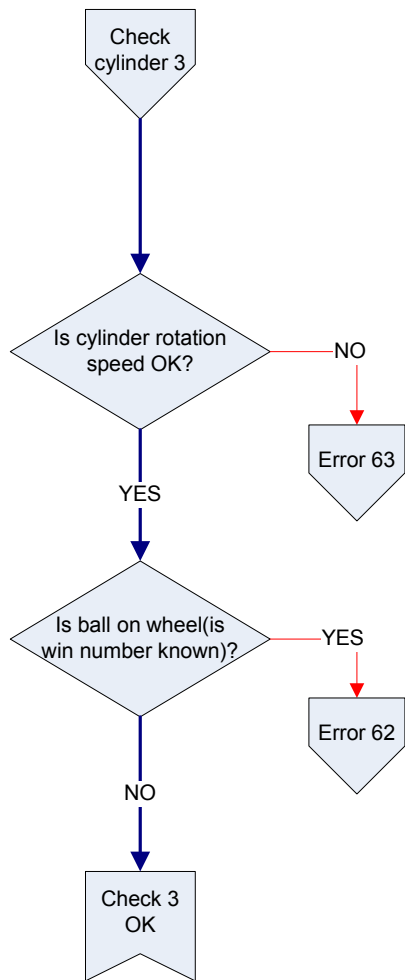 Check
cylinder 3
Is cylinder rotation
speed OK?
NO
Error 63
YES
Is ball on wheel(is
win number known)?
YES
Error 62
NO
Check 3
OK